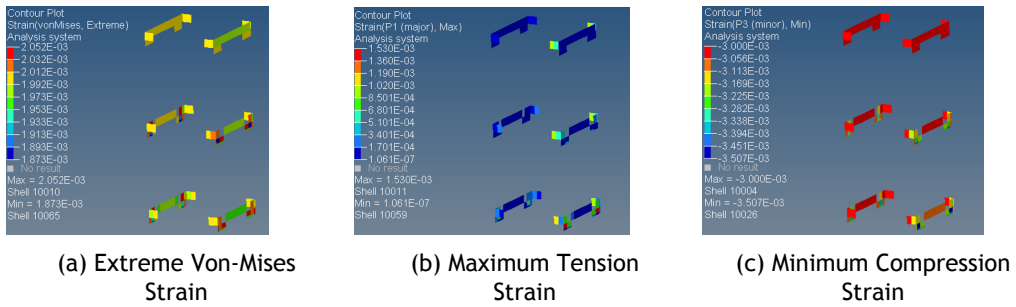 Contour Plot
Strain(vonMises, Extreme)
Analysis system
2.052E-03
2.032E-03
2.012E-03
1.992E-03
1.973E-03
1.953E-03
1.933E-03
1.913E-03
1.893E-03
1.873E-03
No result
Max = 2.052E-03
Shell 10010
Min = 1.873E-03
Shell 10065
Contour Plot
Strain(P1 (major), Max)
Analysis system
1.530E-03
1.360E-03
1.190E-03
1.020E-03
8.501E-04
6.801E-04
5.101E-04
3.401E-04
1.701E-04
1.061E-07
No result
Max = 1.530E-03
Shell 10011
Min = 1.061E-07
Shell 10059
Contour Plot
Strain(P3 (minor), Min)
Analysis system
-3.000E-03
-3.056E-03
-3.113E-03
-3.169E-03
-3.225E-03
-3.282E-03
-3.338E-03
-3.394E-03
-3.451E-03
-3.507E-03
No result
Max = -3.000E-03
Shell 10004
Min = -3.507E-03
Shell 10026
(a) Extreme Von-Mises
Strain
(b) Maximum Tension
Strain
(c) Minimum Compression
Strain